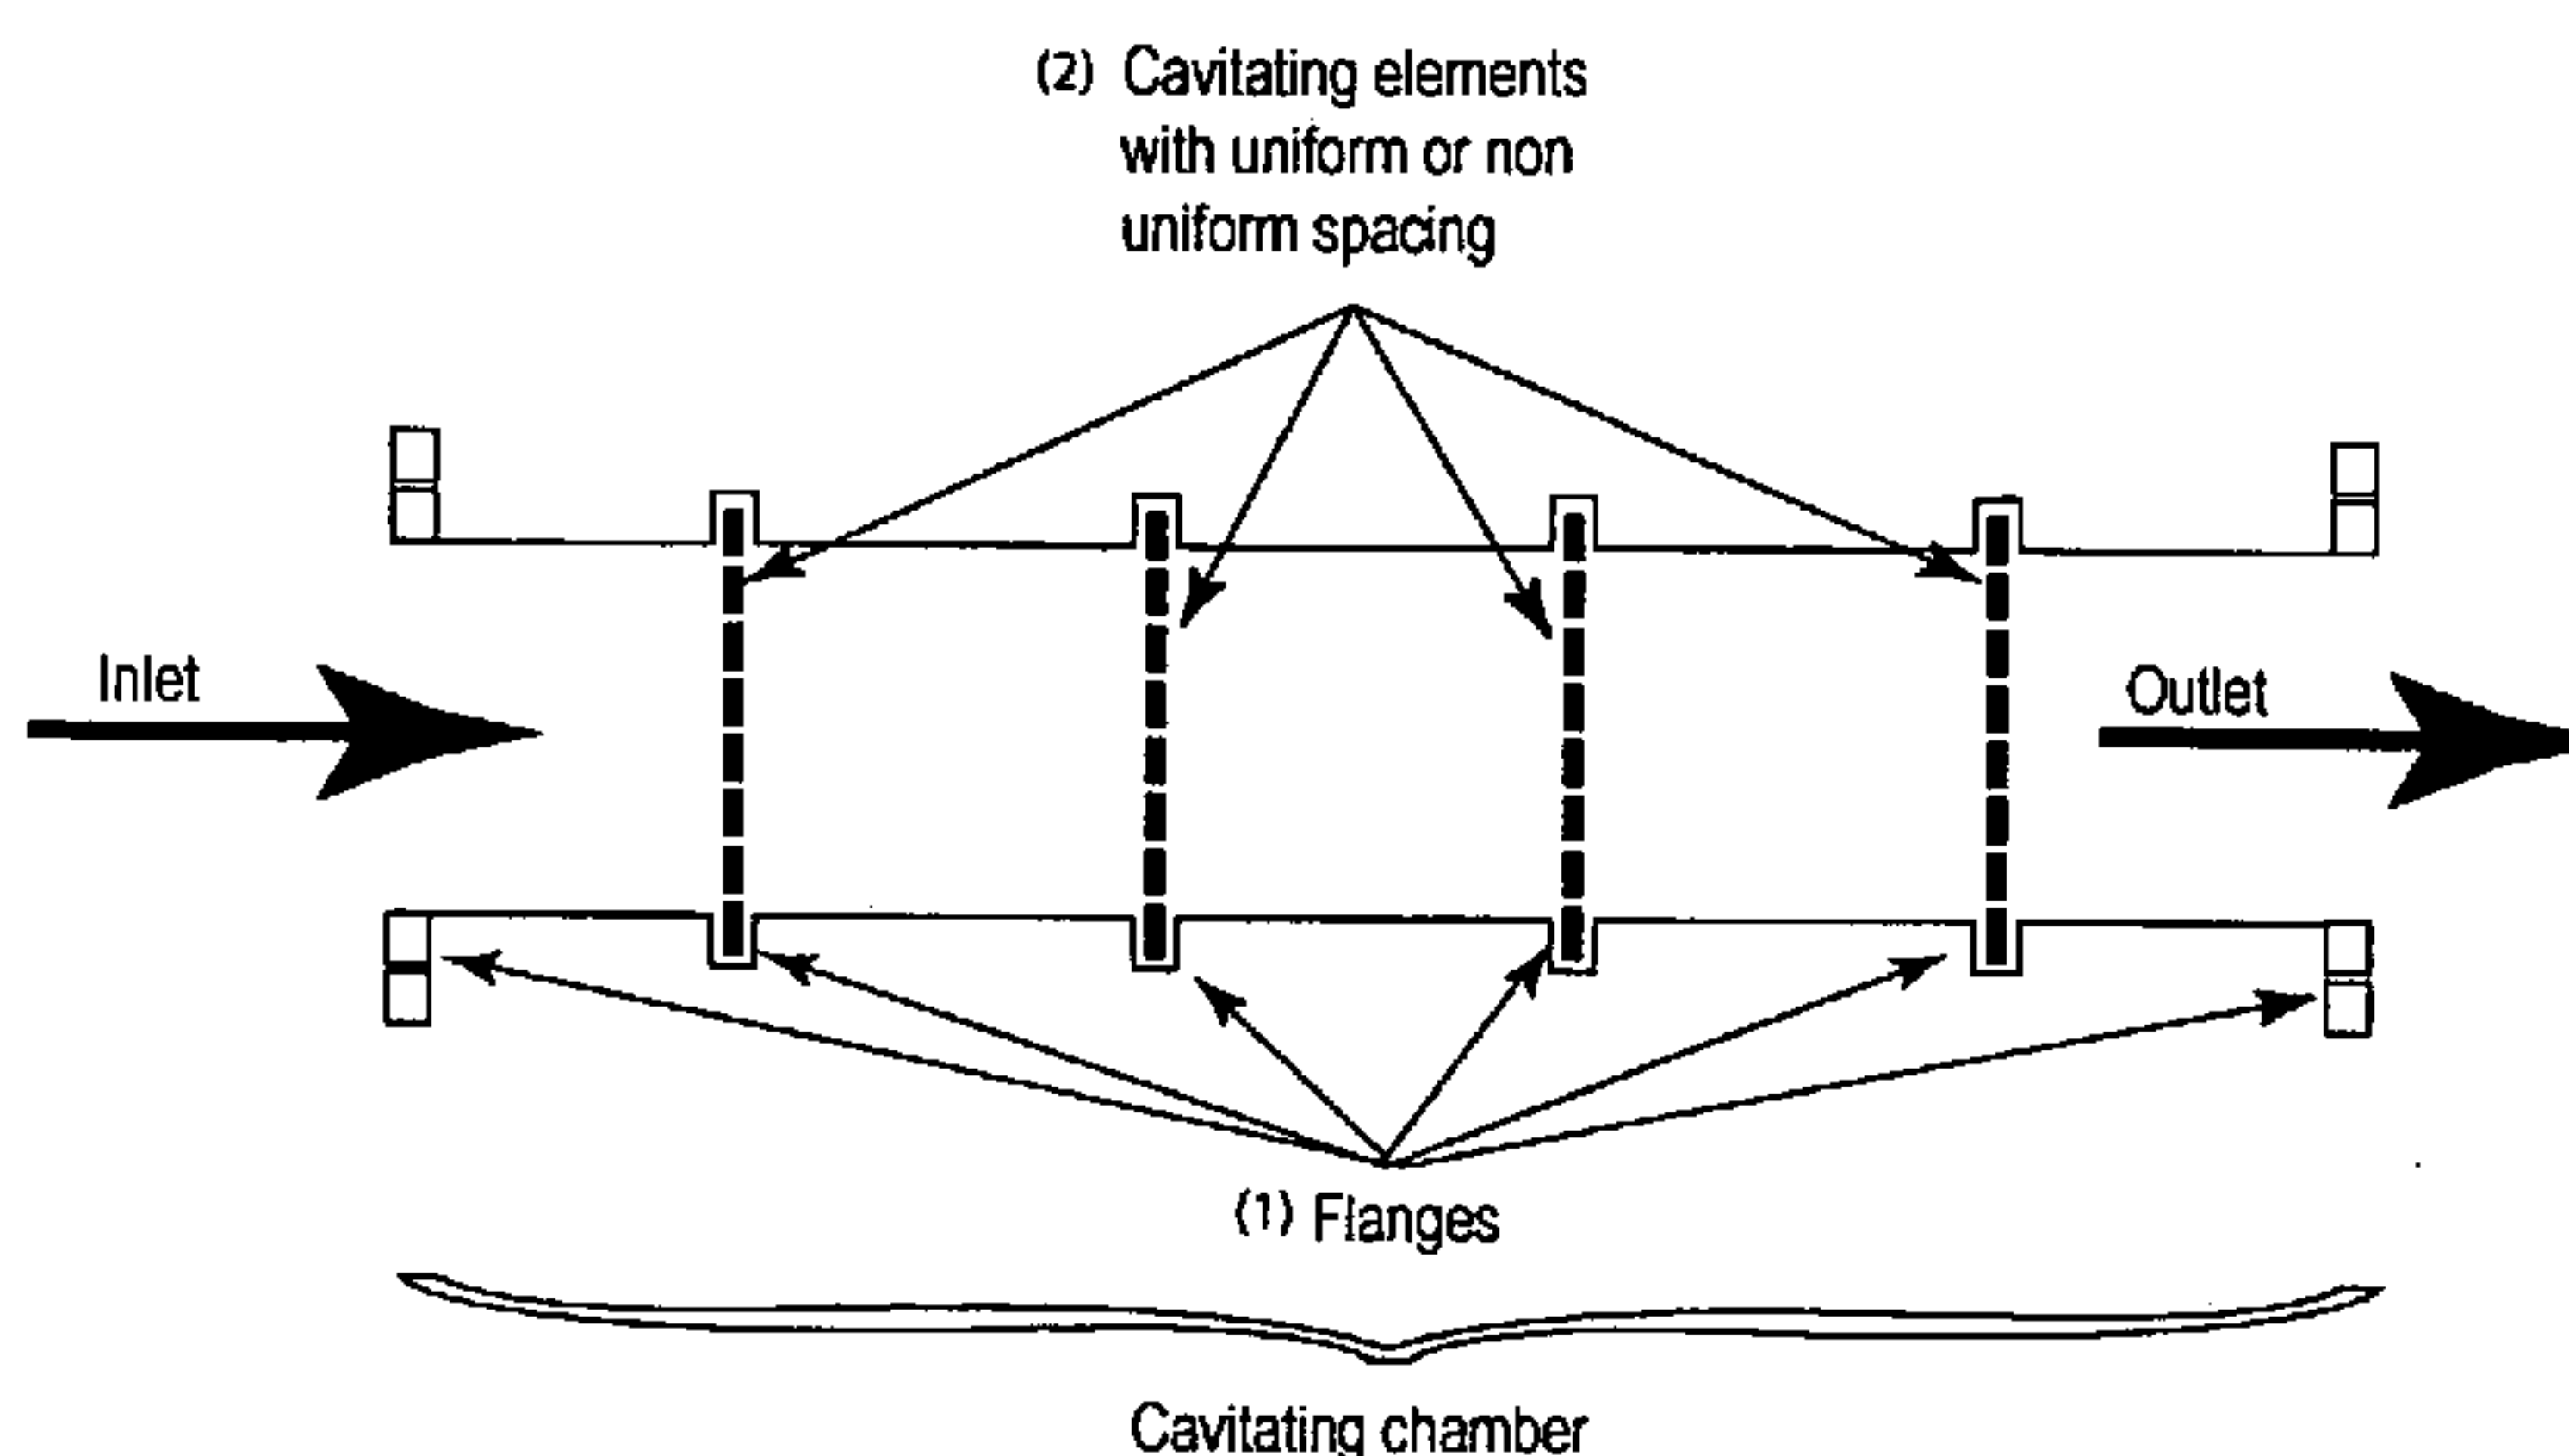 (2) Cavitating elements
with uniform or non
uniform spacing
Inlet
Outlet
(1) Flanges
Cavitating chamber